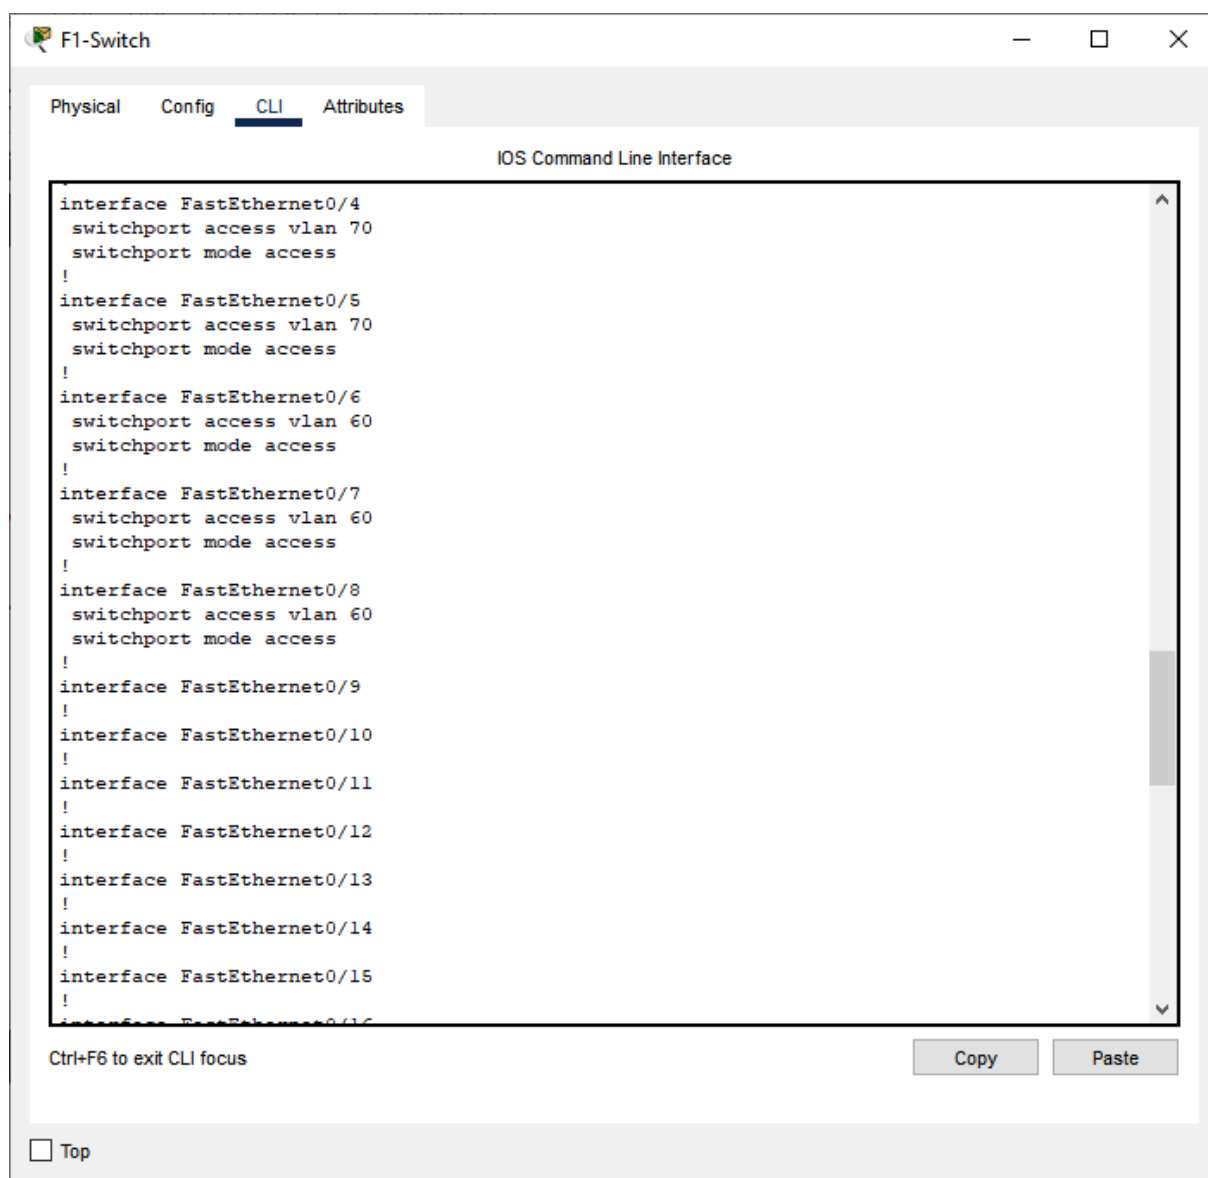 F1-Switch
Physical Config CLI Attributes
IOS Command Line Interface
!
interface FastEthernet0/4
 switchport access vlan 70
 switchport mode access
!
interface FastEthernet0/5
 switchport access vlan 70
 switchport mode access
!
interface FastEthernet0/6
 switchport access vlan 60
 switchport mode access
!
interface FastEthernet0/7
 switchport access vlan 60
 switchport mode access
!
interface FastEthernet0/8
 switchport access vlan 60
 switchport mode access
!
interface FastEthernet0/9
!
interface FastEthernet0/10
!
interface FastEthernet0/11
!
interface FastEthernet0/12
!
interface FastEthernet0/13
!
interface FastEthernet0/14
!
interface FastEthernet0/15
!
interface FastEthernet0/16
Ctrl+F6 to exit CLI focus
Copy Paste
Top